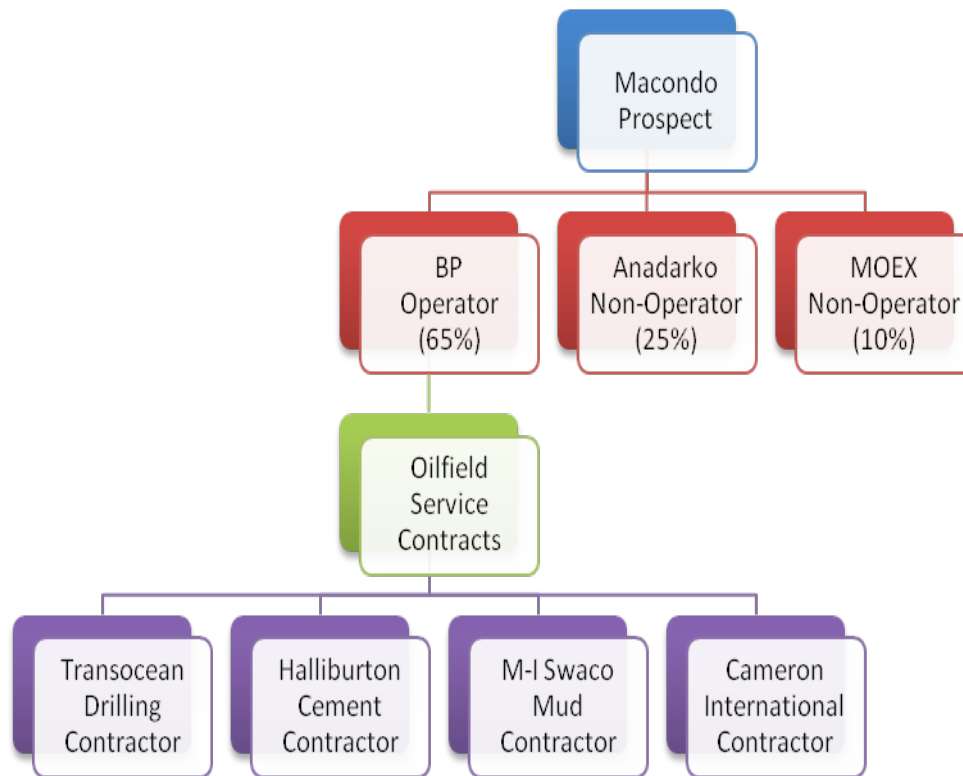 Macondo
Prospect
BP
Operator
(65%)
Anadarko
Non-Operator
(25%)
MOEX
Non-Operator
(10%)
Oilfield
Service
Contracts
Transocean
Drilling
Contractor
Halliburton
Cement
Contractor
M-I Swaco
Mud
Contractor
Cameron
International
Contractor